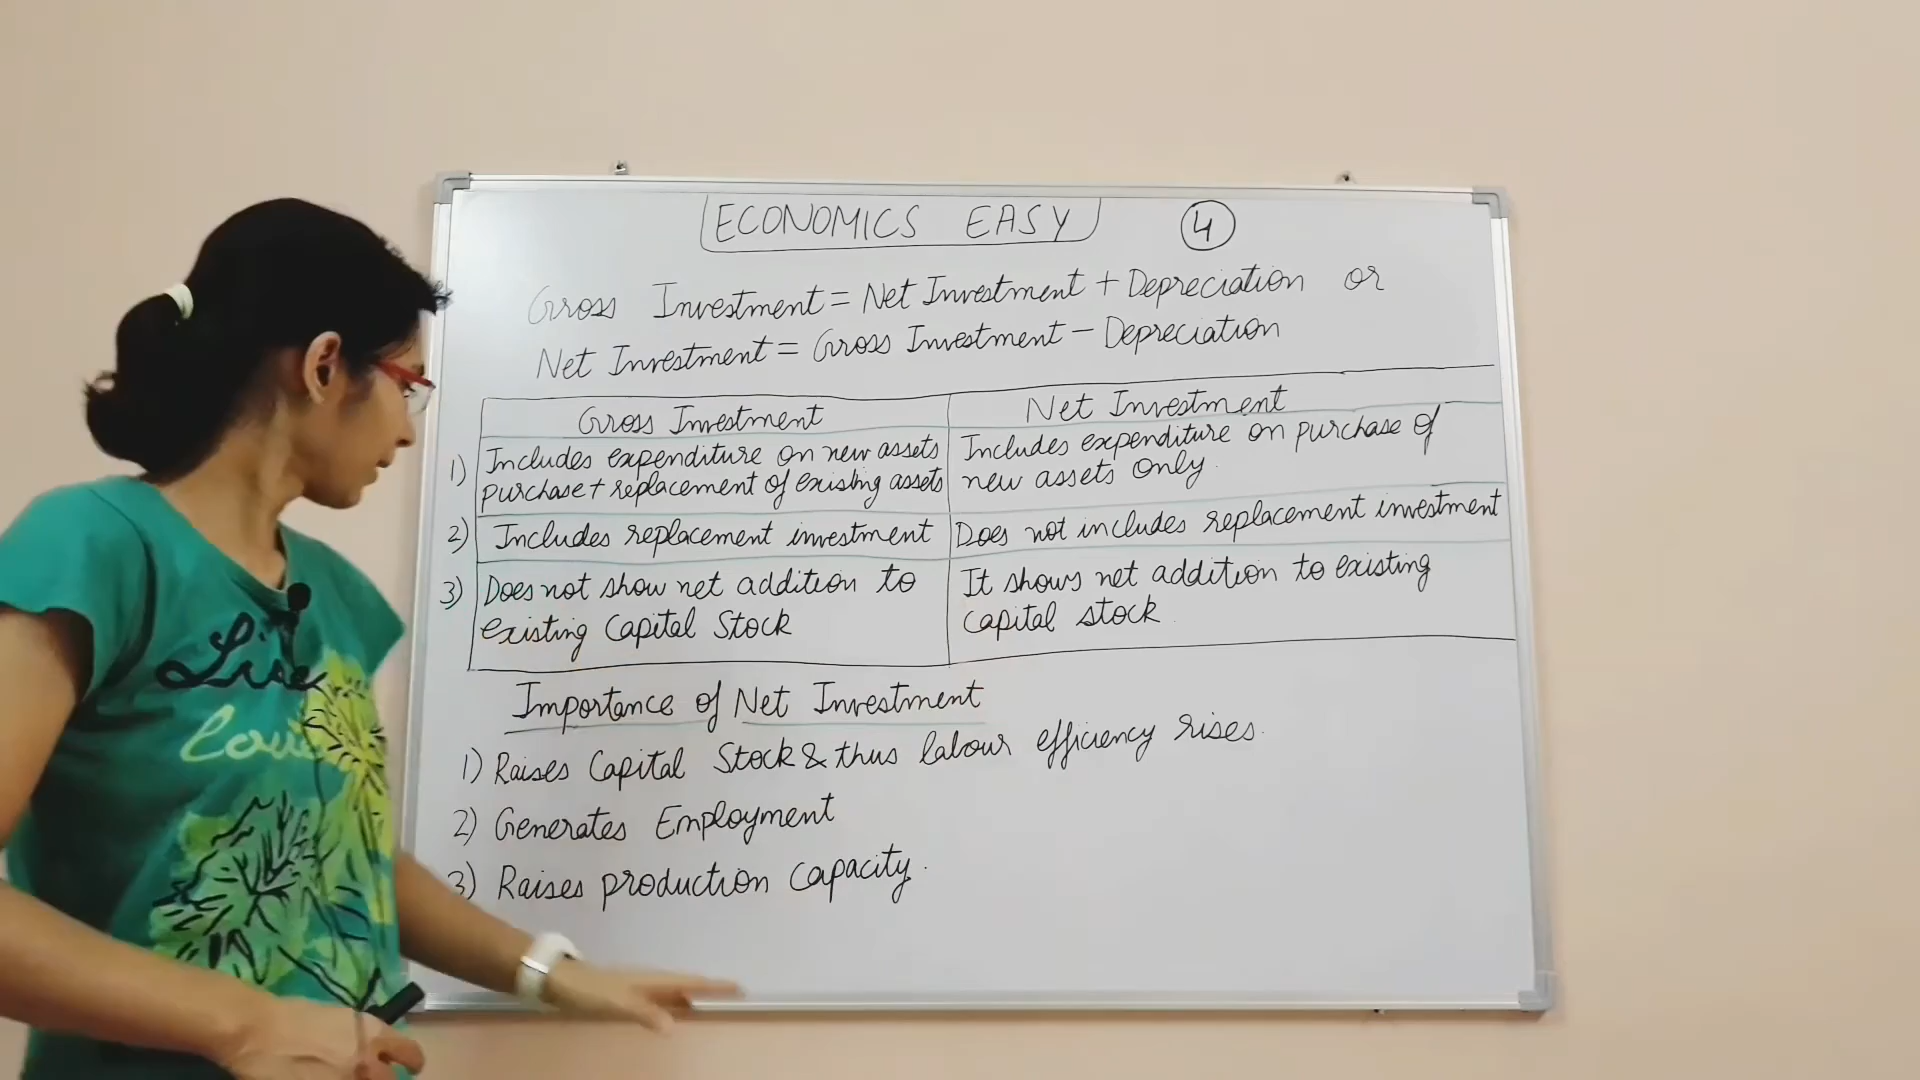 ECONOMICS EASY 4
Gross Investment = Net Investment + Depreciation or
Net Investment = Gross Investment - Depreciation
Gross Investment
Net Investment
1) Includes expenditure on new assets
purchase + replacement of existing assets
Includes expenditure on purchase of
new assets only.
2) Includes replacement investment
Does not includes replacement investment
3) Does not show net addition to
existing Capital Stock
It shows net addition to existing
capital stock.
Importance of Net Investment
1) Raises Capital Stock & thus labour efficiency rises.
2) Generates Employment
3) Raises production capacity.
Live